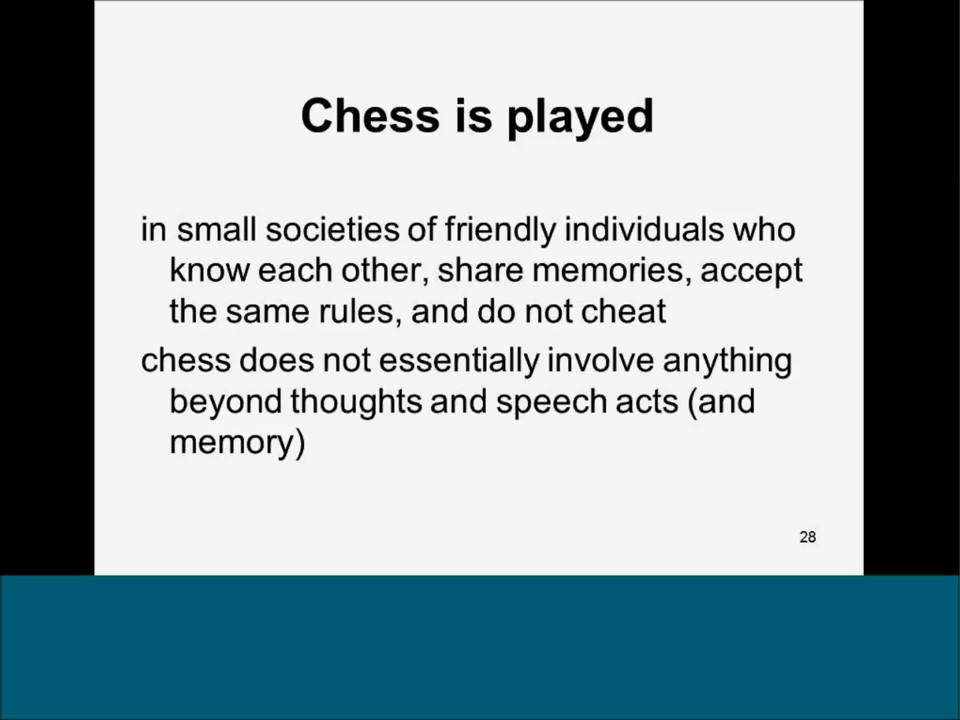 Chess is played
in small societies of friendly individuals who
know each other, share memories, accept
the same rules, and do not cheat
chess does not essentially involve anything
beyond thoughts and speech acts (and
memory)
28